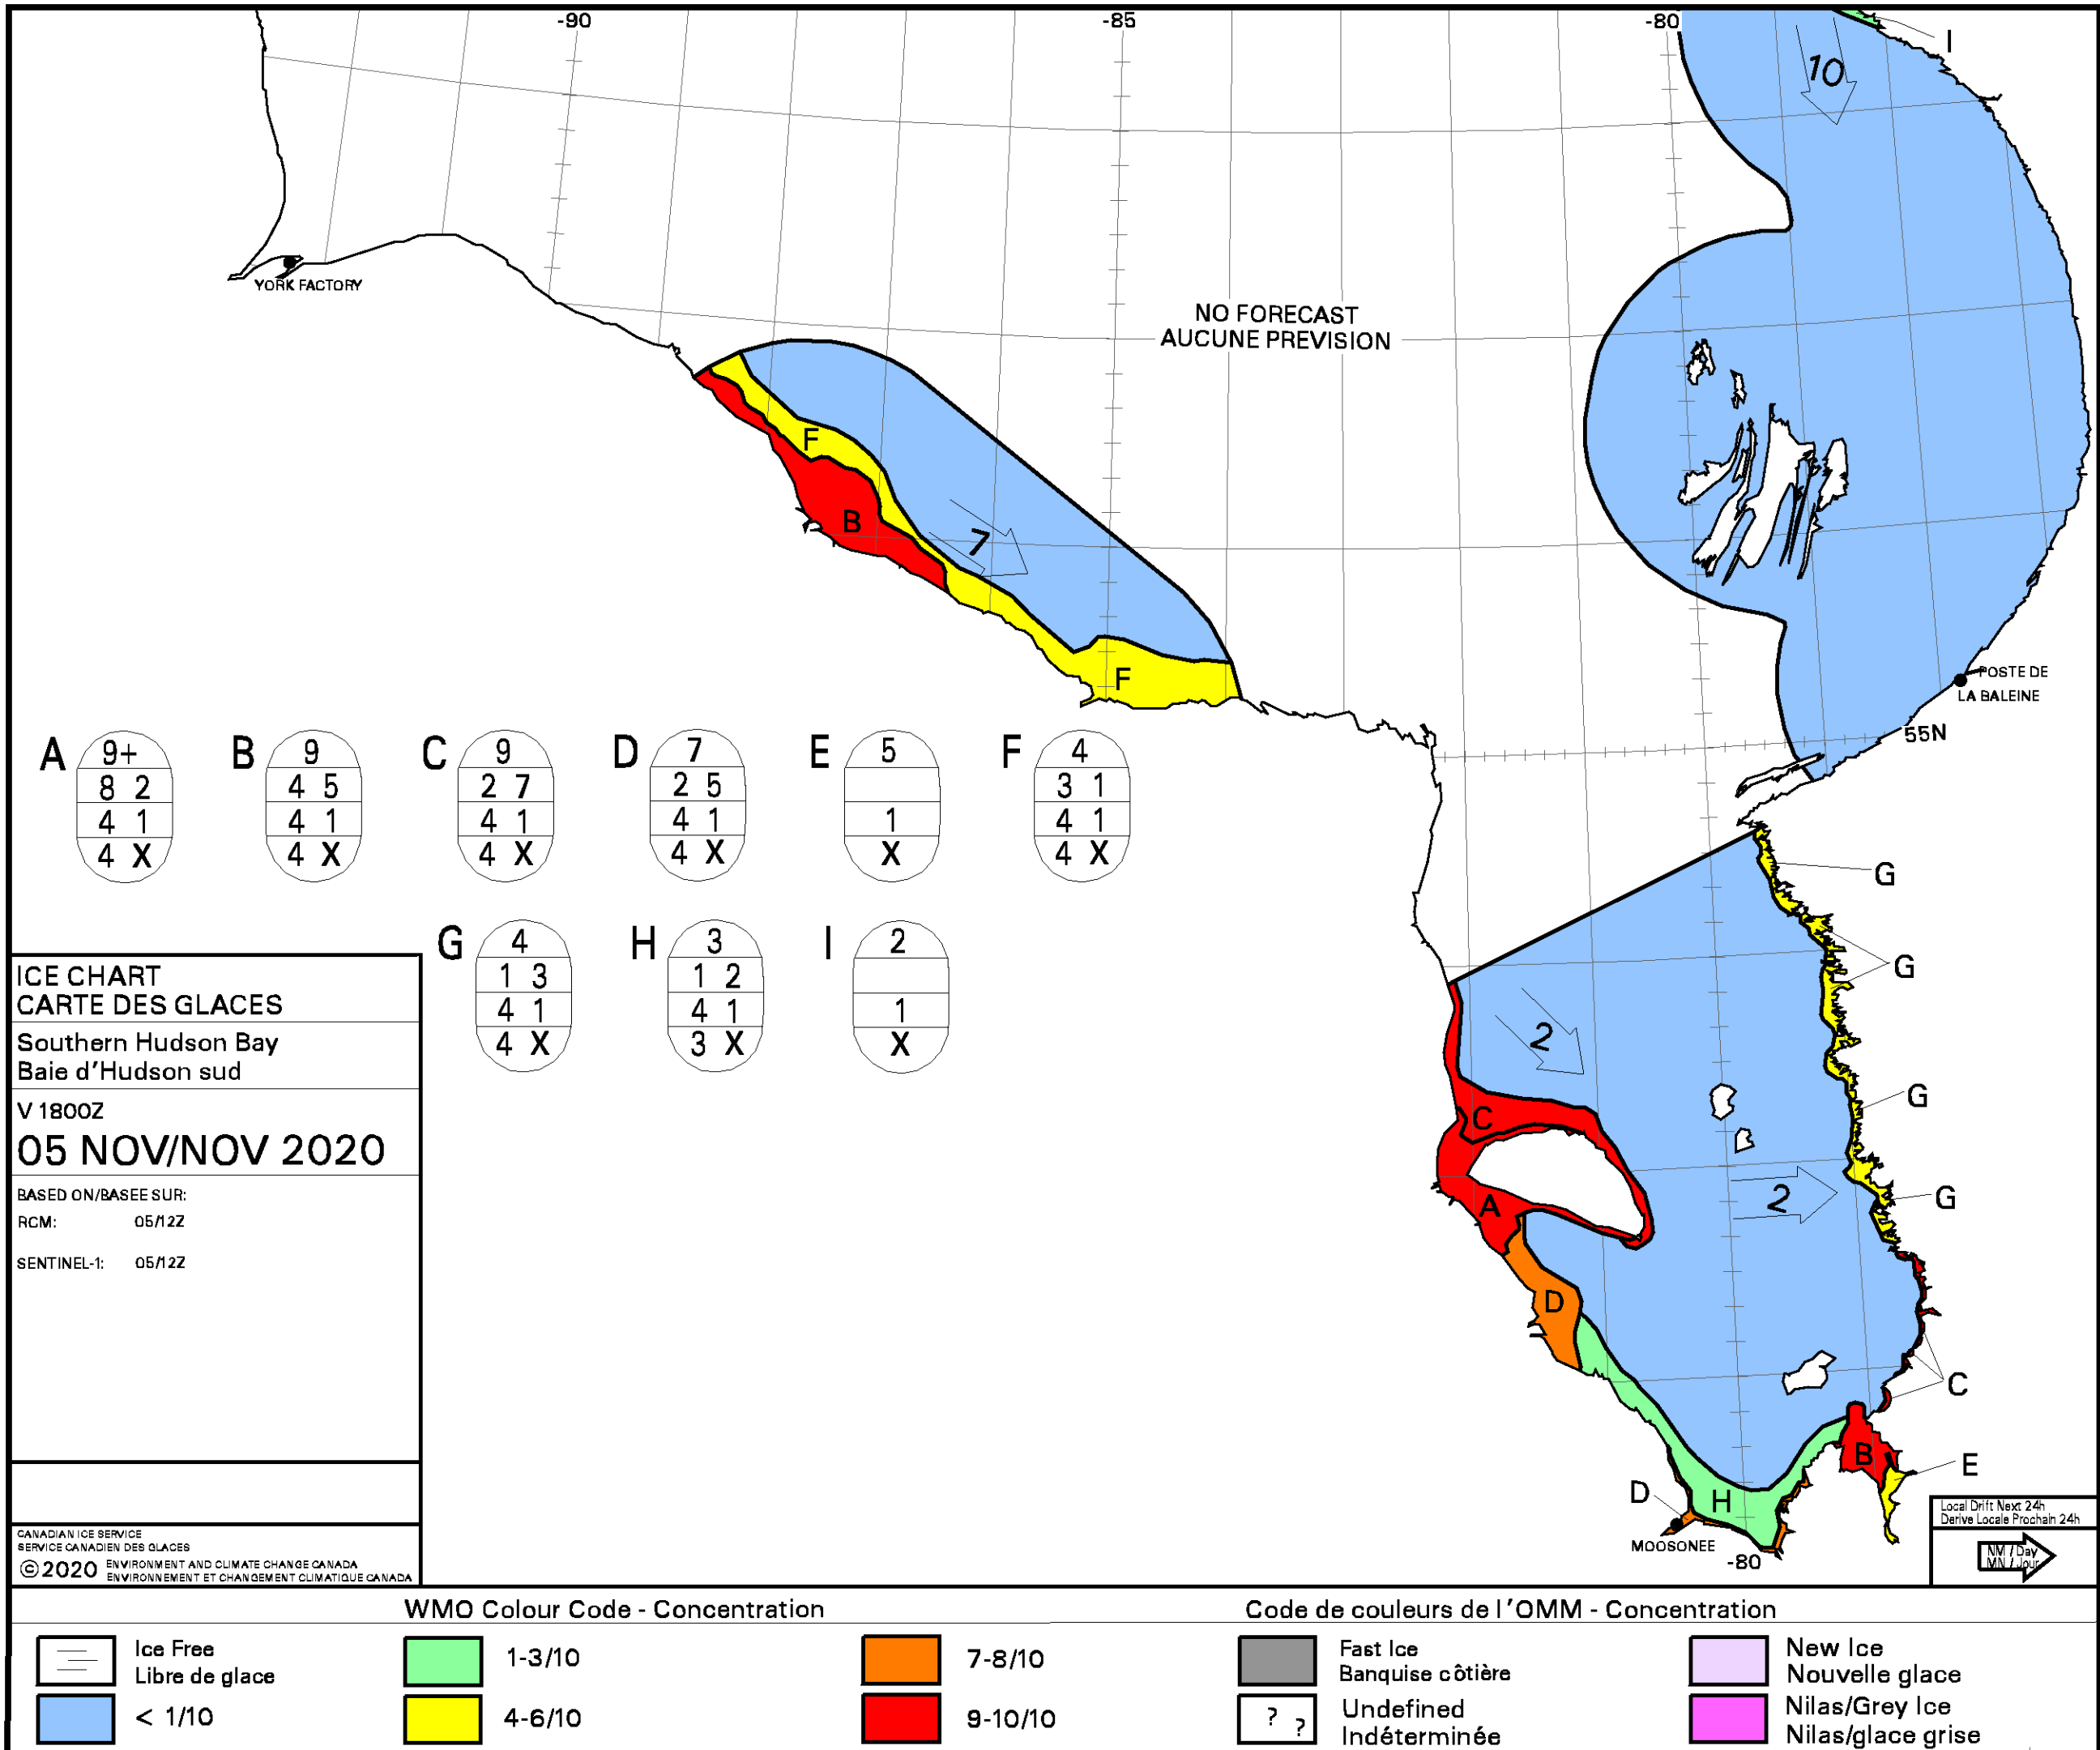 -90
-85
-80
I
10
YORK FACTORY
NO FORECAST
AUCUNE PREVISION
F
B
7
F
POSTE DE
LA BALEINE
55N
A
9+
8 2
4 1
4 X
B
9
4 5
4 1
4 X
C
9
2 7
4 1
4 X
D
7
2 5
4 1
4 X
E
5
1
X
F
4
3 1
4 1
4 X
G
4
1 3
4 1
4 X
H
3
1 2
4 1
3 X
I
2
1
X
G
G
2
G
C
2
G
A
D
C
B
E
D
H
MOOSONEE
-80
ICE CHART
CARTE DES GLACES
Southern Hudson Bay
Baie d'Hudson sud
V 1800Z
05 NOV/NOV 2020
BASED ON/BASEE SUR:
RCM: 05/12Z
SENTINEL-1: 05/12Z
CANADIAN ICE SERVICE
SERVICE CANADIEN DES GLACES
©2020 ENVIRONMENT AND CLIMATE CHANGE CANADA
ENVIRONNEMENT ET CHANGEMENT CLIMATIQUE CANADA
Local Drift Next 24h
Derive Locale Prochain 24h
NM / Day
MN / Jour
WMO Colour Code - Concentration
Code de couleurs de l'OMM - Concentration
Ice Free
Libre de glace
< 1/10
1-3/10
4-6/10
7-8/10
9-10/10
Fast Ice
Banquise côtière
? ?
Undefined
Indéterminée
New Ice
Nouvelle glace
Nilas/Grey Ice
Nilas/glace grise